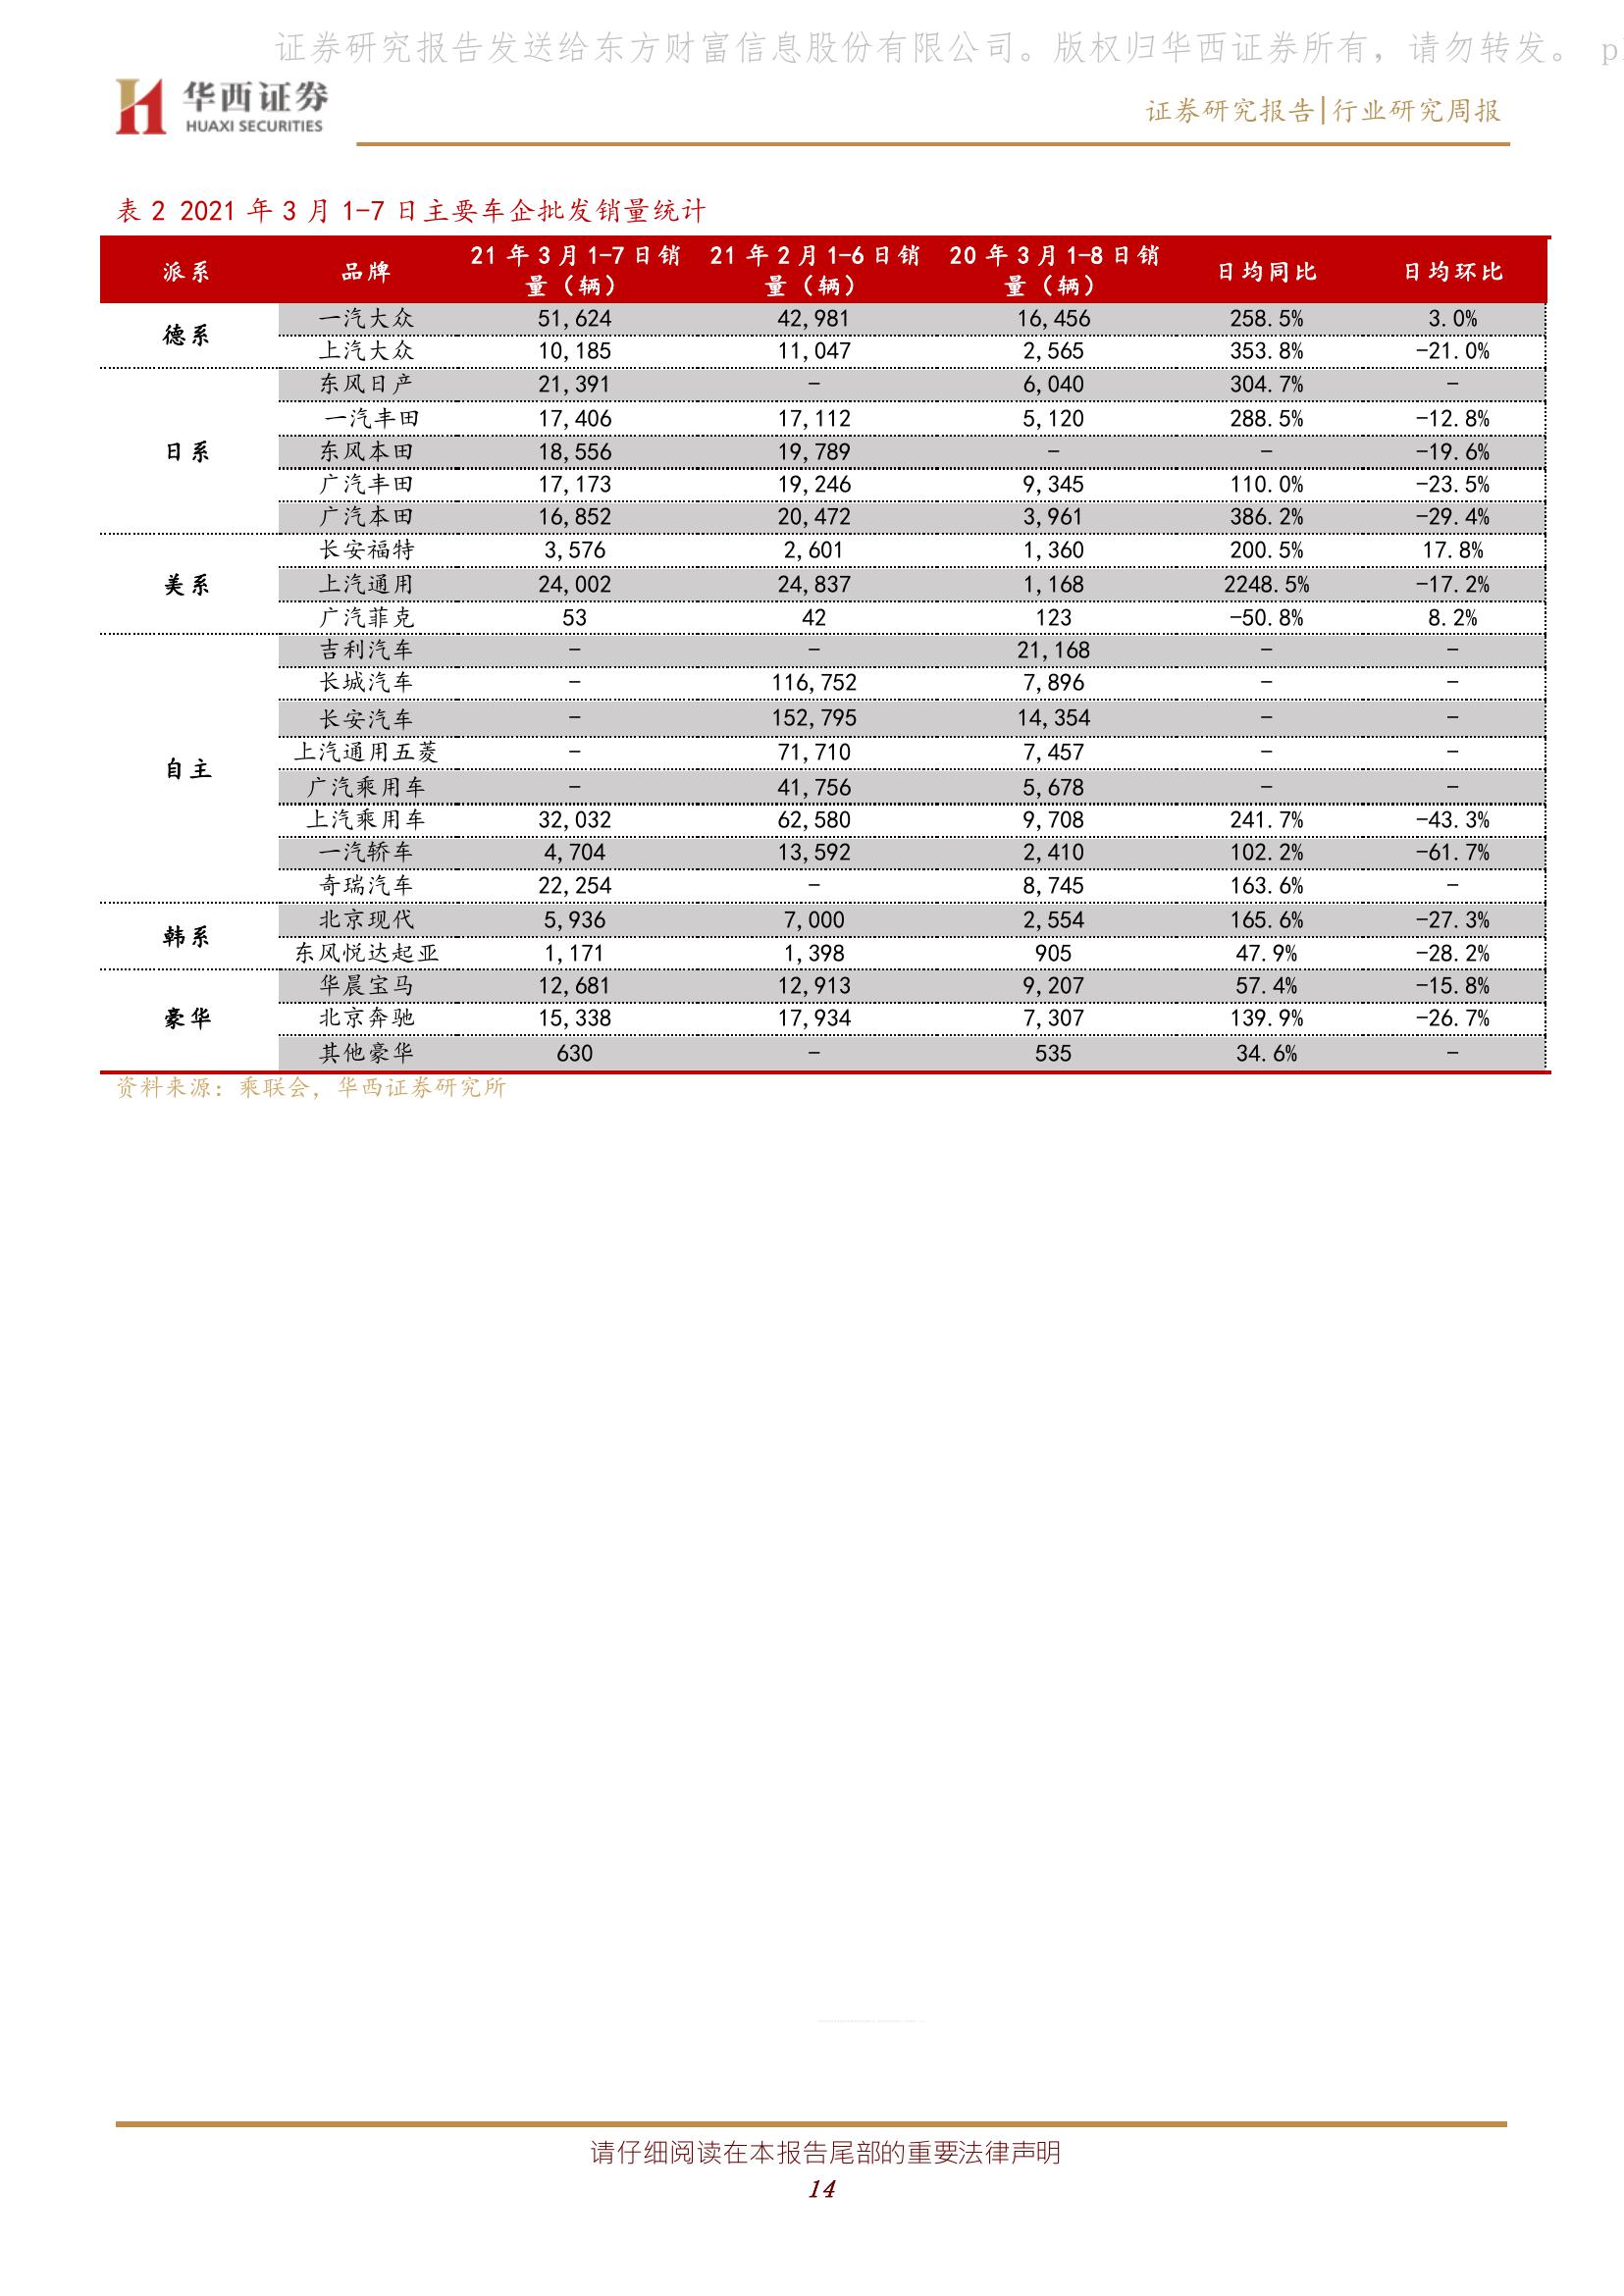 证券研究报告发送给东方财富信息股份有限公司。版权归华西证券所有，请勿转发。 p
华西证券
HUAXI SECURITIES
证券研究报告|行业研究周报
表 2 2021 年 3 月 1-7 日主要车企批发销量统计
派系 品牌 21 年 3 月 1-7 日销量（辆） 21 年 2 月 1-6 日销量（辆） 20 年 3 月 1-8 日销量（辆） 日均同比 日均环比
德系 一汽大众 51,624 42,981 16,456 258.5% 3.0%
上汽大众 10,185 11,047 2,565 353.8% -21.0%
日系 东风日产 21,391 - 6,040 304.7% -
一汽丰田 17,406 17,112 5,120 288.5% -12.8%
东风本田 18,556 19,789 - - -19.6%
广汽丰田 17,173 19,246 9,345 110.0% -23.5%
广汽本田 16,852 20,472 3,961 386.2% -29.4%
美系 长安福特 3,576 2,601 1,360 200.5% 17.8%
上汽通用 24,002 24,837 1,168 2248.5% -17.2%
广汽菲克 53 42 123 -50.8% 8.2%
自主 吉利汽车 - - 21,168 - -
长城汽车 - 116,752 7,896 - -
长安汽车 - 152,795 14,354 - -
上汽通用五菱 - 71,710 7,457 - -
广汽乘用车 - 41,756 5,678 - -
上汽乘用车 32,032 62,580 9,708 241.7% -43.3%
一汽轿车 4,704 13,592 2,410 102.2% -61.7%
奇瑞汽车 22,254 - 8,745 163.6% -
韩系 北京现代 5,936 7,000 2,554 165.6% -27.3%
东风悦达起亚 1,171 1,398 905 47.9% -28.2%
豪华 华晨宝马 12,681 12,913 9,207 57.4% -15.8%
北京奔驰 15,338 17,934 7,307 139.9% -26.7%
其他豪华 630 - 535 34.6% -
资料来源：乘联会，华西证券研究所
请仔细阅读在本报告尾部的重要法律声明
14